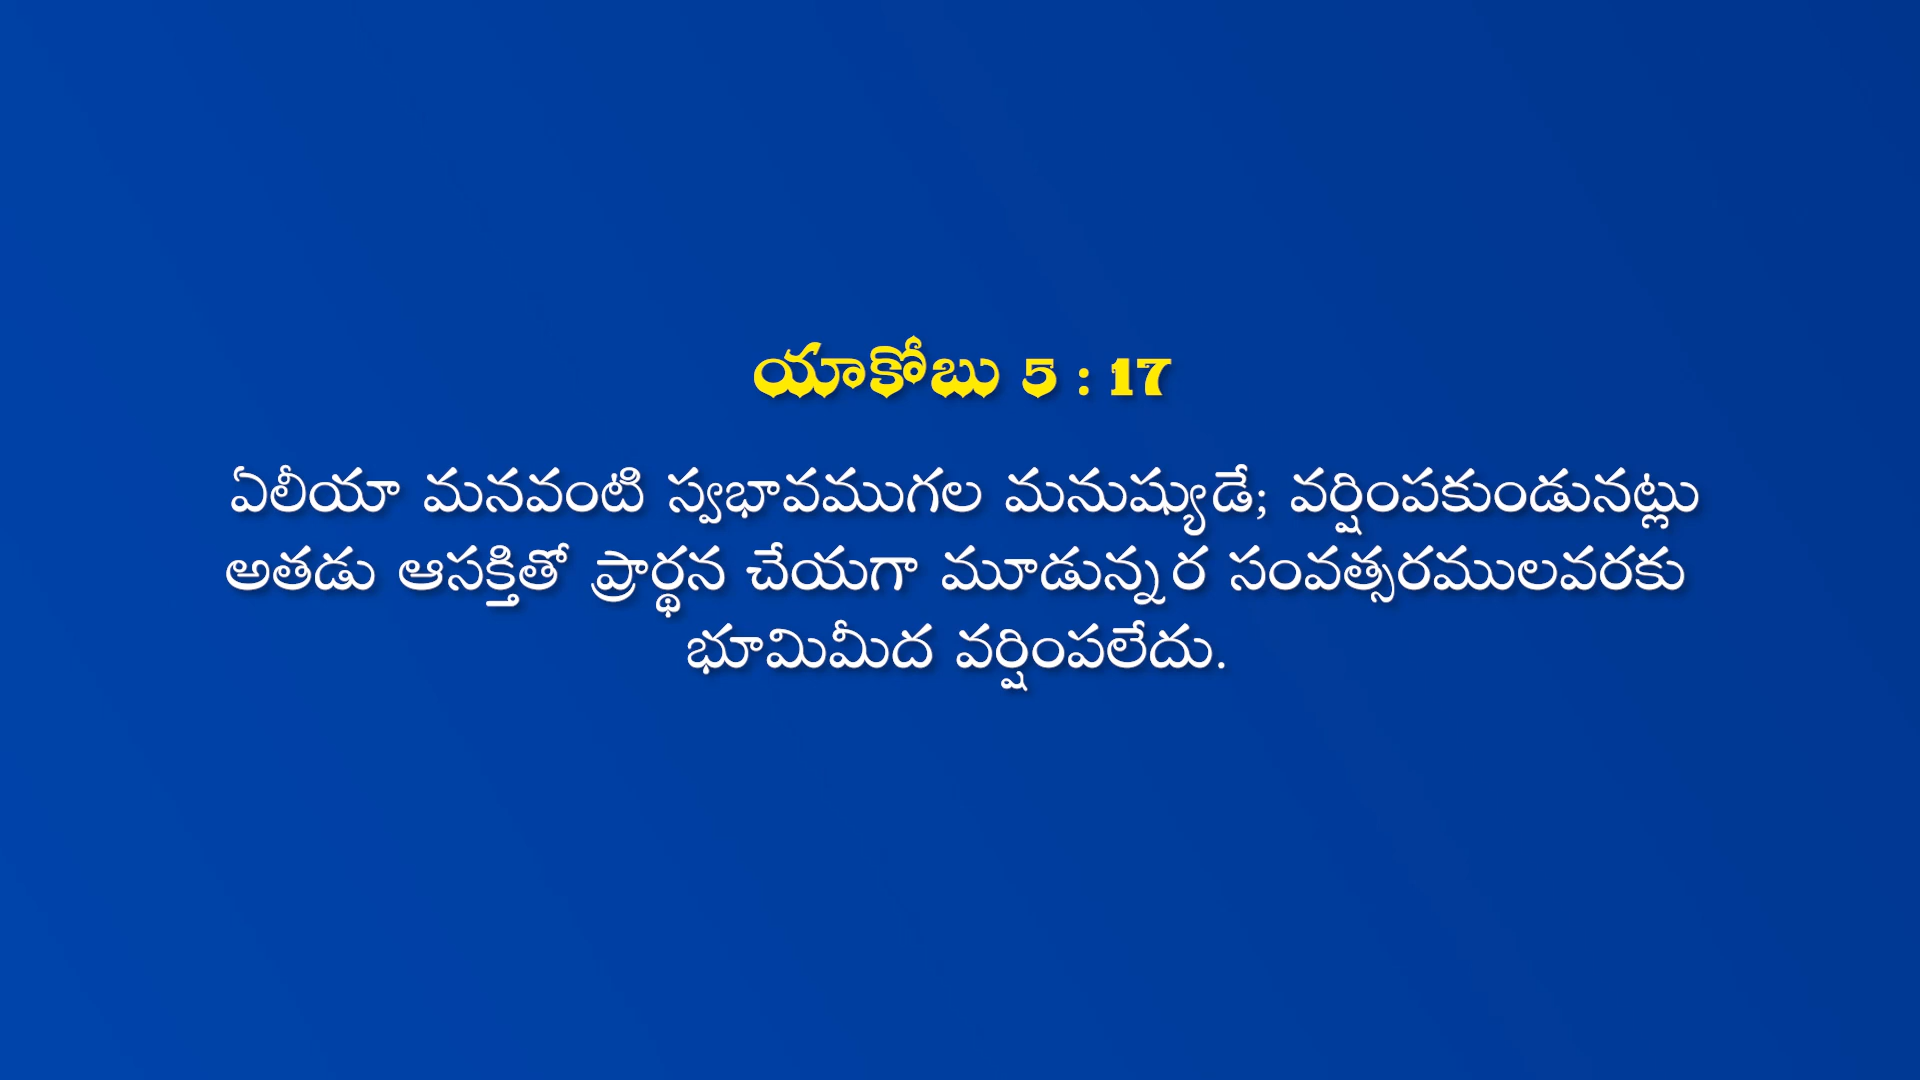 యాకోబు 5 : 17
ఏలీయా మనవంటి స్వభావముగల మనుష్యుడే; వర్షింపకుండునట్లు
అతడు ఆసక్తితో ప్రార్థన చేయగా మూడున్నర సంవత్సరములవరకు
భూమిమీద వర్షింపలేదు.